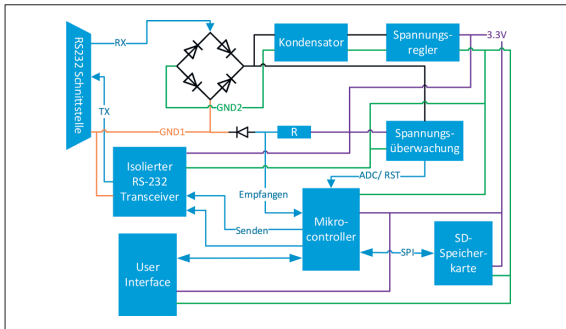 RS232 Schnittstelle
RX
TX
Kondensator
Spannungs-
regler
3.3V
GND2
GND1
R
Spannungs-
überwachung
Isolierter
RS-232
Transceiver
ADC/ RST
Empfangen
Senden
Mikro-
controller
SPI
SD-
Speicher-
karte
User
Interface